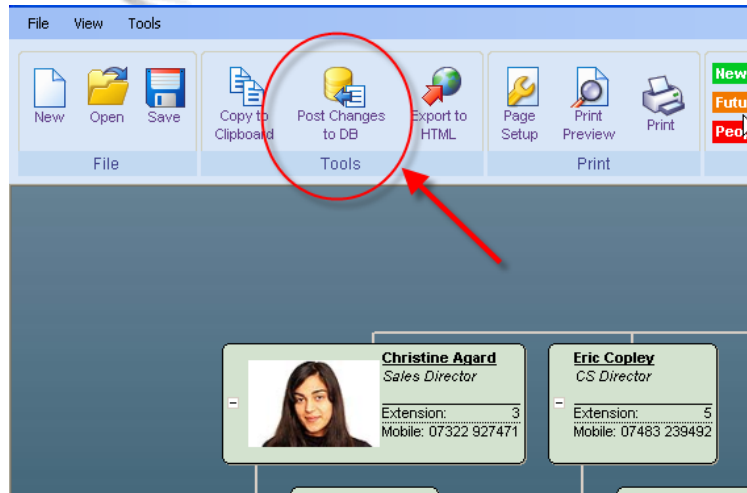 File View Tools
New
Open
Save
Copy to
Clipboard
Post Changes
to DB
Export to
HTML
Page
Setup
Print
Preview
Print
New
Futu
File
Tools
Print
Christine Agard
Sales Director
Extension: 3
Mobile: 07322 927471
Eric Copley
CS Director
Extension: 5
Mobile: 07483 239492